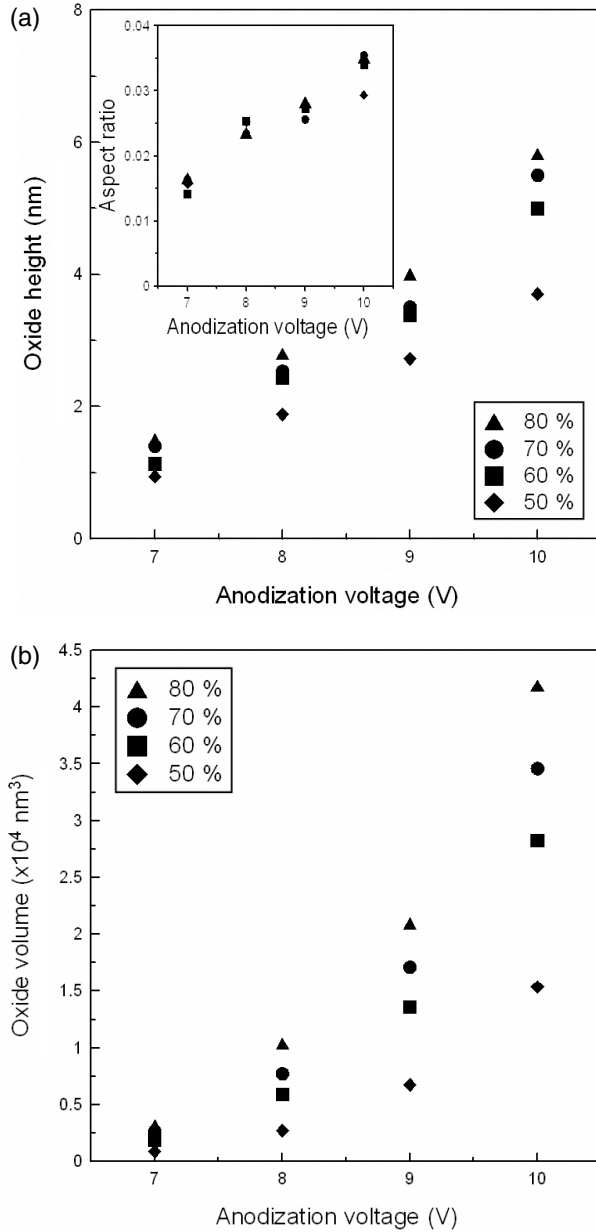 (a)
8
6
4
2
0
Oxide height (nm)
7 8 9 10
Anodization voltage (V)
0.04
0.03
0.02
0.01
0
Aspect ratio
7 8 9 10
Anodization voltage (V)
80 %
70 %
60 %
50 %
(b)
4.5
4
3.5
3
2.5
2
1.5
1
0.5
0
Oxide volume (x10⁴ nm³)
80 %
70 %
60 %
50 %
7 8 9 10
Anodization voltage (V)